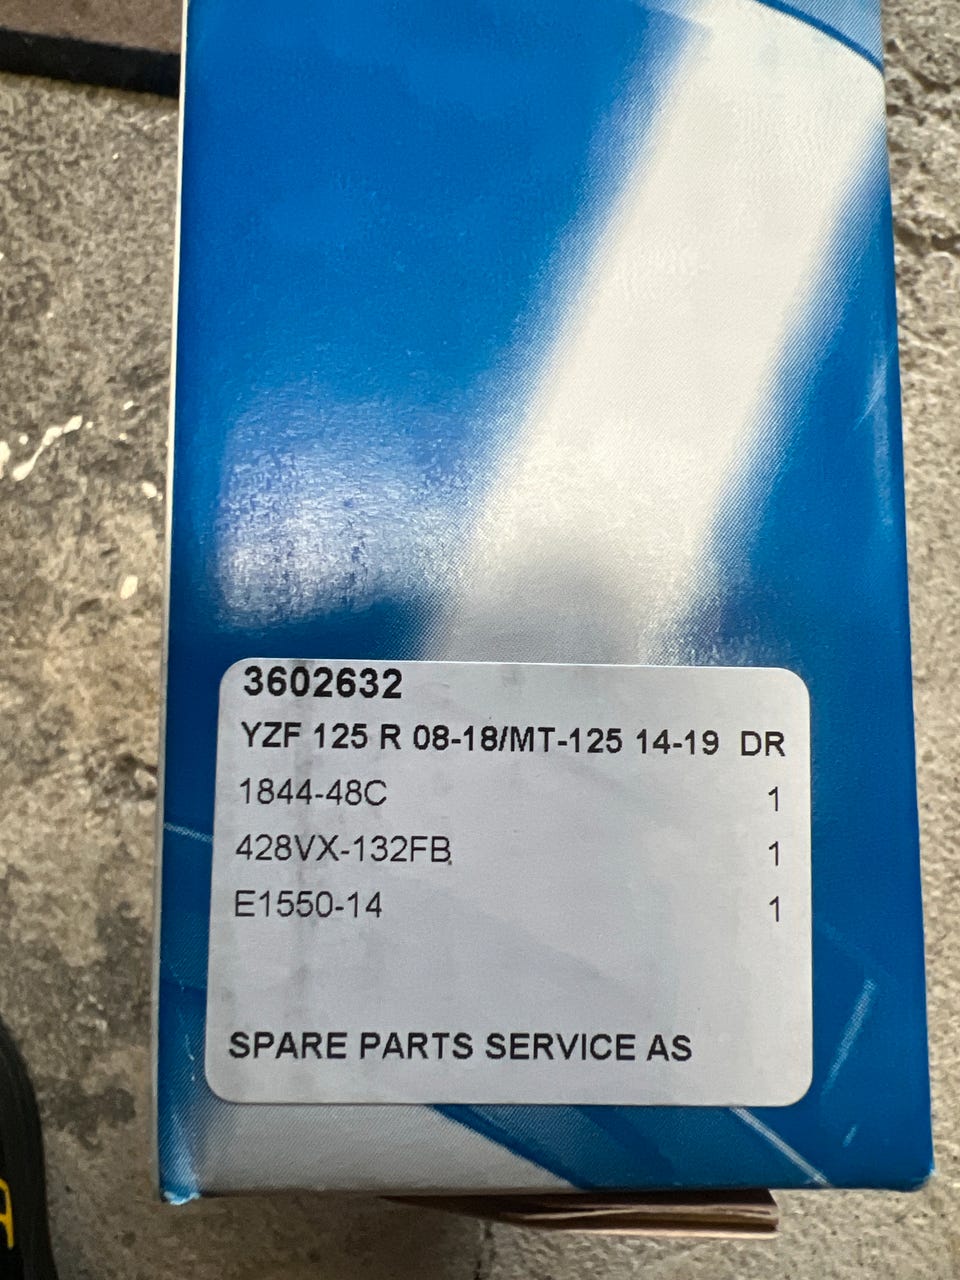 3602632
YZF 125 R 08-18/MT-125 14-19 DR
1844-48C 1
428VX-132FB 1
E1550-14 1
SPARE PARTS SERVICE AS